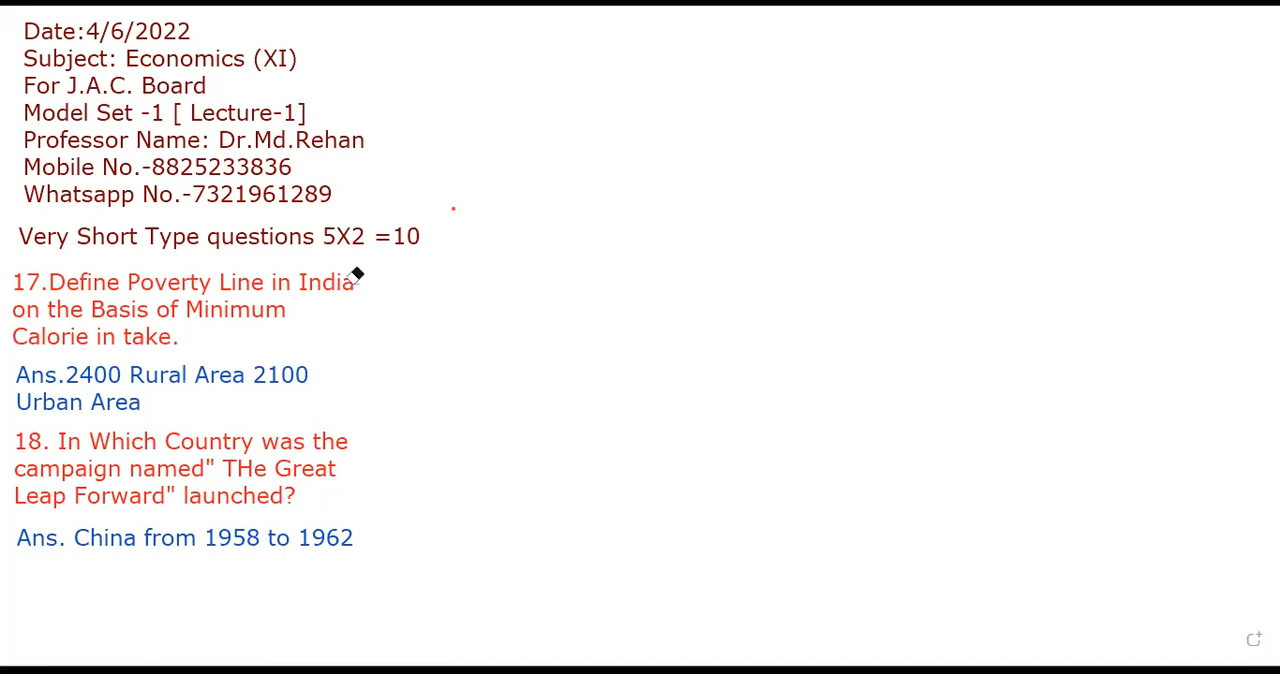 Date:4/6/2022
Subject: Economics (XI)
For J.A.C. Board
Model Set -1 [ Lecture-1]
Professor Name: Dr.Md.Rehan
Mobile No.-8825233836
Whatsapp No.-7321961289
Very Short Type questions 5X2 =10
17.Define Poverty Line in India
on the Basis of Minimum
Calorie in take.
Ans.2400 Rural Area 2100
Urban Area
18. In Which Country was the
campaign named" THe Great
Leap Forward" launched?
Ans. China from 1958 to 1962